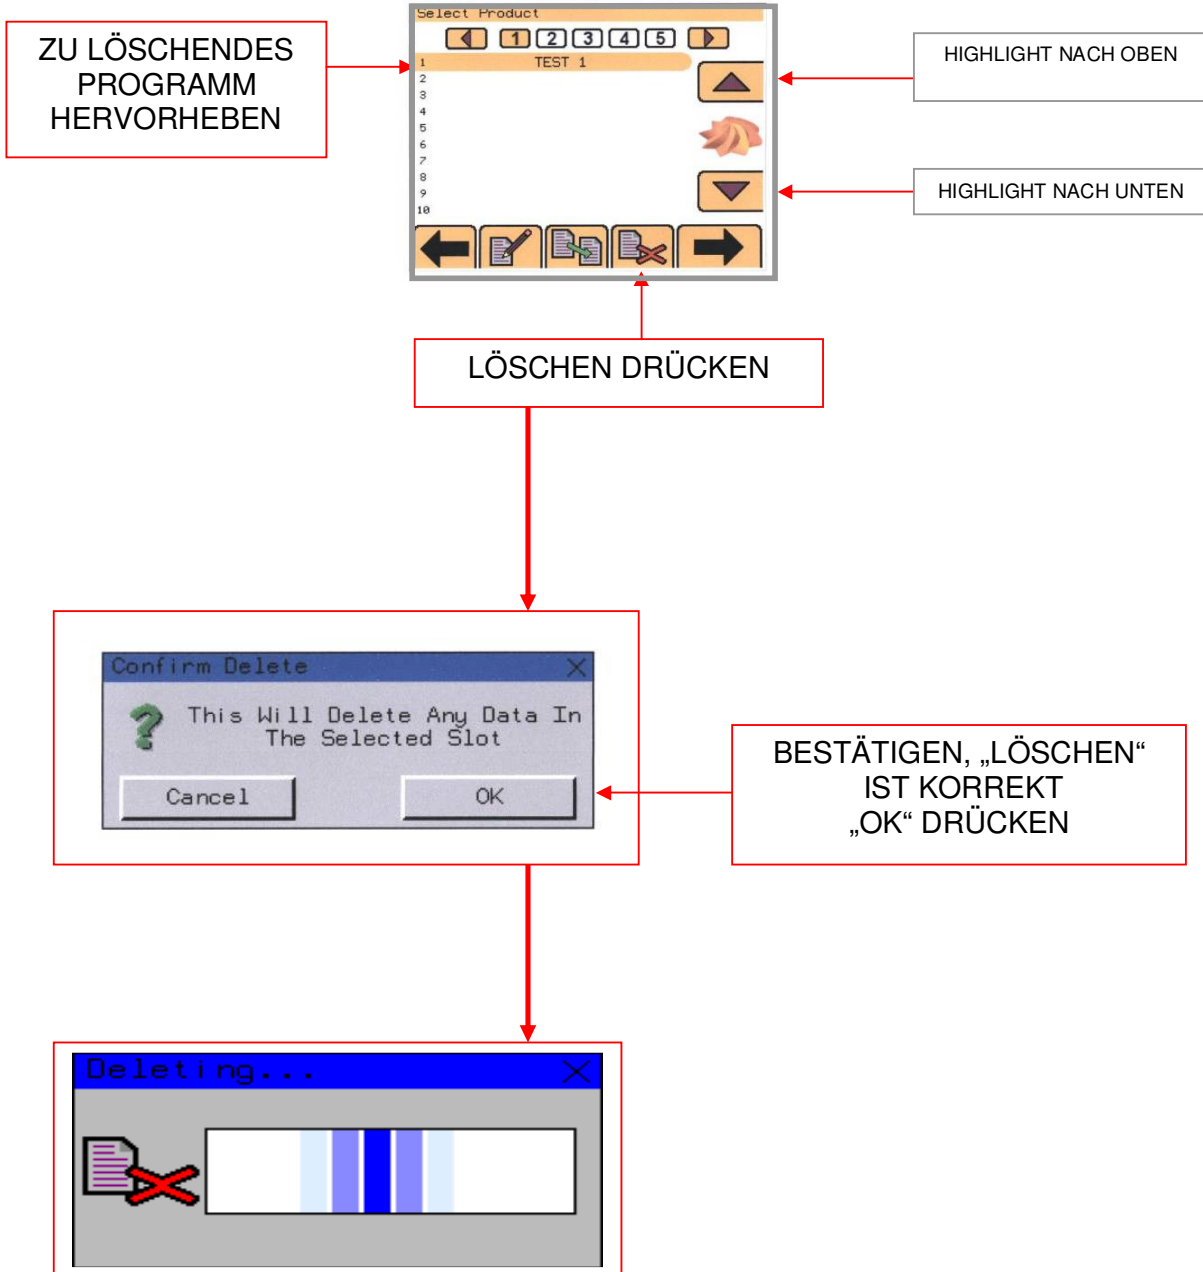 Select Product
1 2 3 4 5
ZU LÖSCHENDES
PROGRAMM
HERVORHEBEN
1 TEST 1
2
3
4
5
6
7
8
9
10
HIGHLIGHT NACH OBEN
HIGHLIGHT NACH UNTEN
LÖSCHEN DRÜCKEN
Confirm Delete
This Will Delete Any Data In
The Selected Slot
Cancel OK
BESTÄTIGEN, „LÖSCHEN“
IST KORREKT
„OK“ DRÜCKEN
Deleting...